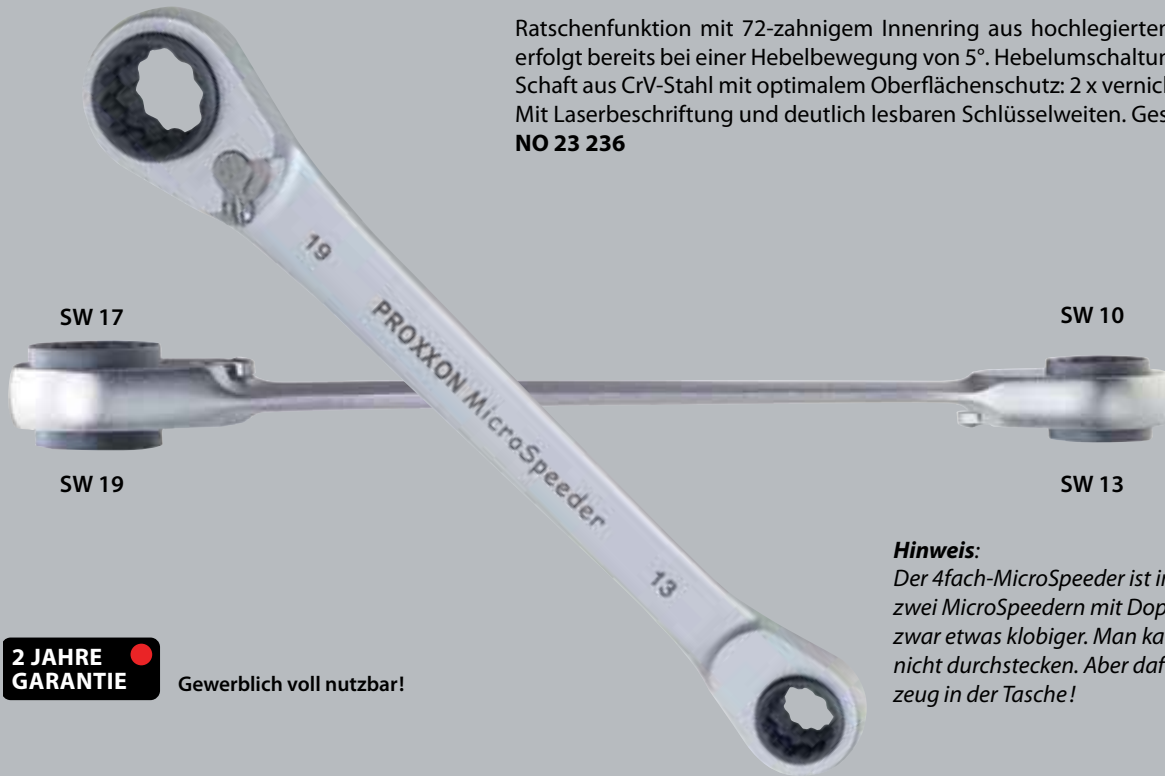 Ratschenfunktion mit 72-zahnigem Innenring aus hochlegierten
erfolgt bereits bei einer Hebelbewegung von 5°. Hebelumschaltun
Schaft aus CrV-Stahl mit optimalem Oberflächenschutz: 2 x vernick
Mit Laserbeschriftung und deutlich lesbaren Schlüsselweiten. Ges
NO 23 236
19
PROXXON MicroSpeeder
13
SW 17
SW 10
SW 19
SW 13
Hinweis:
Der 4fach-MicroSpeeder ist in
zwei MicroSpeedern mit Dop
zwar etwas klobiger. Man ka
nicht durchstecken. Aber daf
zeug in der Tasche!
2 JAHRE
GARANTIE
Gewerblich voll nutzbar!